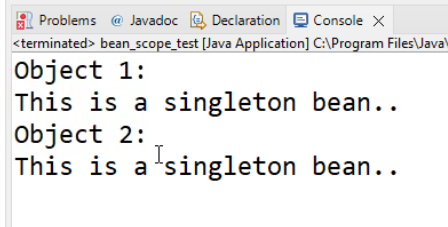 Problems @ Javadoc Declaration Console
<terminated> bean_scope_test [Java Application] C:\Program Files\Java\
Object 1:
This is a singleton bean..
Object 2:
This is a singleton bean..